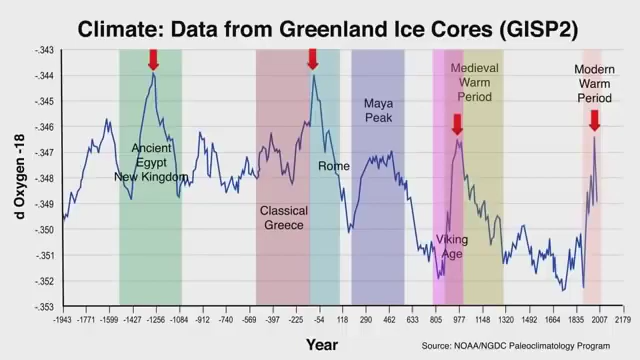 Climate: Data from Greenland Ice Cores (GISP2)
-.343
-.344
-.345
-.346
-.347
-.348
-.349
-.350
-.351
-.352
-.353
d Oxygen -18
Ancient
Egypt
New Kingdom
Classical
Greece
Rome
Maya
Peak
Viking
Age
Medieval
Warm
Period
Modern
Warm
Period
-1943 -1771 -1599 -1427 -1256 -1084 -912 -740 -569 -397 -225 -54 119 290 462 633 805 977 1148 1320 1492 1663 1835 2007 2179
Year
Source: NOAA/NGDC Paleoclimatology Program